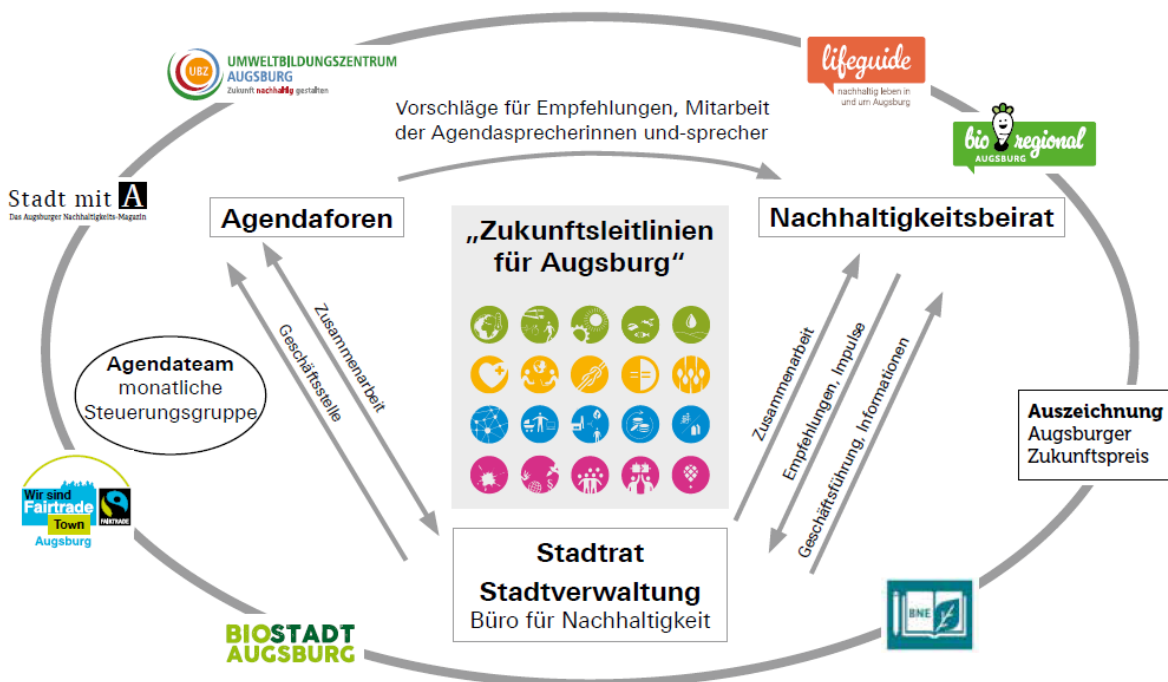 UBZ
UMWELTBILDUNGSZENTRUM
AUGSBURG
Zukunft nachhaltig gestalten
lifeguide
nachhaltig leben in
und um Augsburg
Vorschläge für Empfehlungen, Mitarbeit
der Agendasprecherinnen und-sprecher
bio regional
AUGSBURG
Stadt mit A
Das Augsburger Nachhaltigkeits-Magazin
Agendaforen
„Zukunftsleitlinien
für Augsburg“
Nachhaltigkeitsbeirat
Zusammenarbeit
Geschäftsstelle
Zusammenarbeit
Empfehlungen, Impulse
Geschäftsführung, Informationen
Agendateam
monatliche
Steuerungsgruppe
Auszeichnung
Augsburger
Zukunftspreis
Wir sind
Fairtrade
Town
Augsburg
FAIRTRADE
Stadtrat
Stadtverwaltung
Büro für Nachhaltigkeit
BIOSTADT
AUGSBURG
BNE